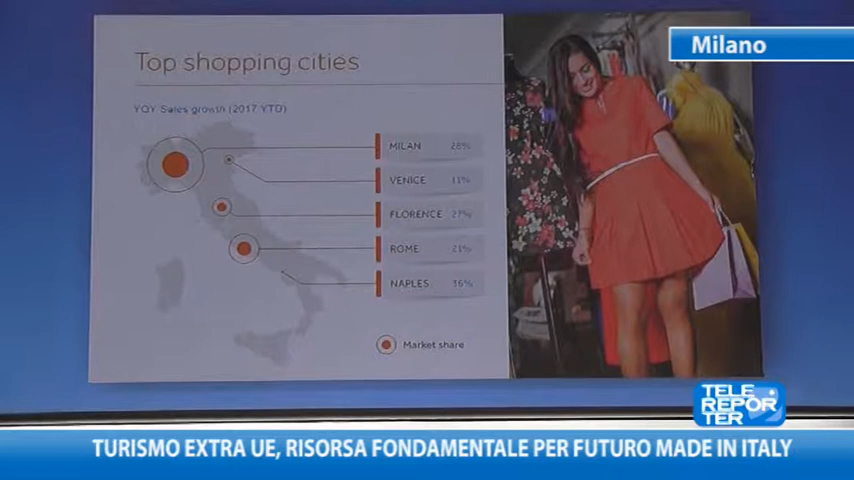 Milano
Top shopping cities
YOY Sales growth (2017 YTD)
MILAN 28%
VENICE 11%
FLORENCE 27%
ROME 21%
NAPLES 36%
Market share
TELE
REPOR
TER
TURISMO EXTRA UE, RISORSA FONDAMENTALE PER FUTURO MADE IN ITALY